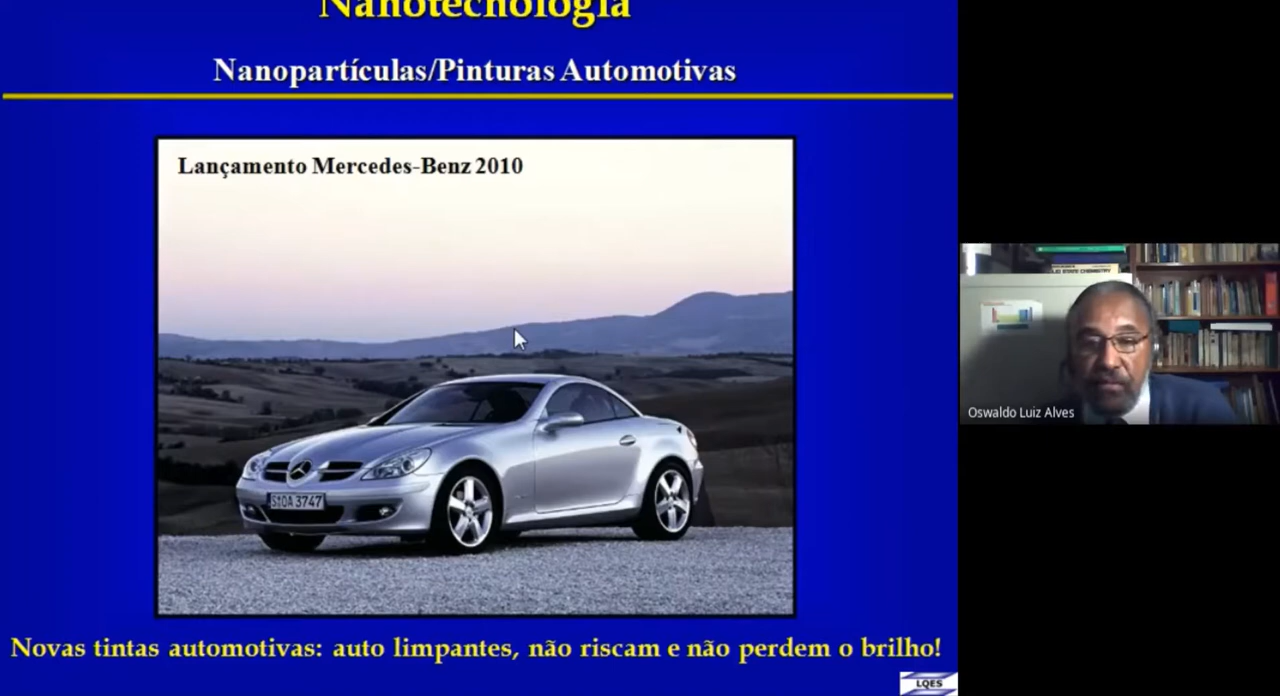 Nanotecnologia
Nanopartículas/Pinturas Automotivas
Lançamento Mercedes-Benz 2010
S:OA 3747
Oswaldo Luiz Alves
Novas tintas automotivas: auto limpantes, não riscam e não perdem o brilho!
LQES